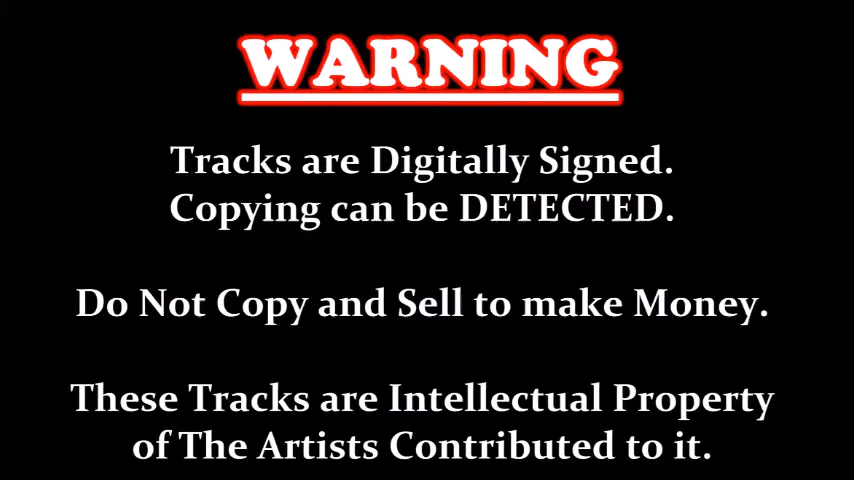 WARNING
Tracks are Digitally Signed.
Copying can be DETECTED.
Do Not Copy and Sell to make Money.
These Tracks are Intellectual Property
of The Artists Contributed to it.